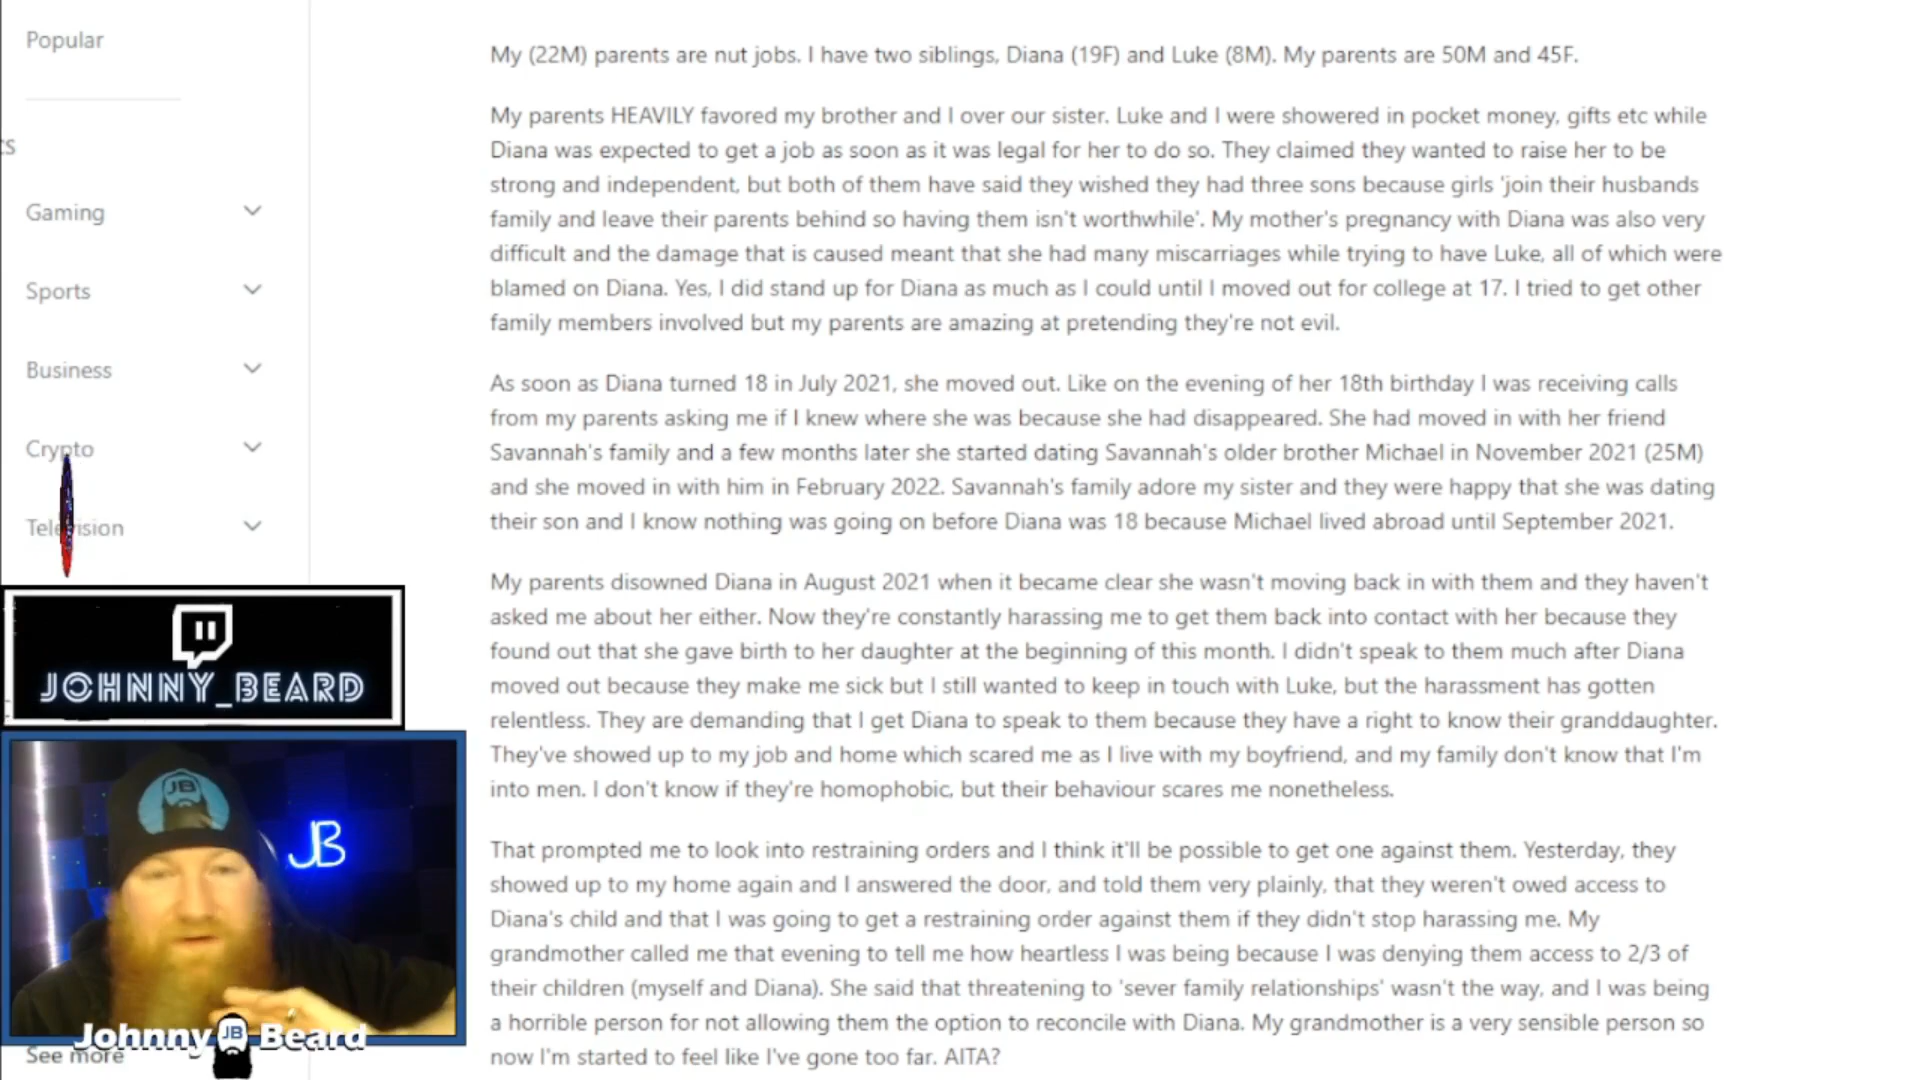 Popular
cs
Gaming
Sports
Business
Crypto
Television
See more
My (22M) parents are nut jobs. I have two siblings, Diana (19F) and Luke (8M). My parents are 50M and 45F.
My parents HEAVILY favored my brother and I over our sister. Luke and I were showered in pocket money, gifts etc while
Diana was expected to get a job as soon as it was legal for her to do so. They claimed they wanted to raise her to be
strong and independent, but both of them have said they wished they had three sons because girls 'join their husbands
family and leave their parents behind so having them isn't worthwhile'. My mother's pregnancy with Diana was also very
difficult and the damage that is caused meant that she had many miscarriages while trying to have Luke, all of which were
blamed on Diana. Yes, I did stand up for Diana as much as I could until I moved out for college at 17. I tried to get other
family members involved but my parents are amazing at pretending they're not evil.
As soon as Diana turned 18 in July 2021, she moved out. Like on the evening of her 18th birthday I was receiving calls
from my parents asking me if I knew where she was because she had disappeared. She had moved in with her friend
Savannah's family and a few months later she started dating Savannah's older brother Michael in November 2021 (25M)
and she moved in with him in February 2022. Savannah's family adore my sister and they were happy that she was dating
their son and I know nothing was going on before Diana was 18 because Michael lived abroad until September 2021.
My parents disowned Diana in August 2021 when it became clear she wasn't moving back in with them and they haven't
asked me about her either. Now they're constantly harassing me to get them back into contact with her because they
found out that she gave birth to her daughter at the beginning of this month. I didn't speak to them much after Diana
moved out because they make me sick but I still wanted to keep in touch with Luke, but the harassment has gotten
relentless. They are demanding that I get Diana to speak to them because they have a right to know their granddaughter.
They've showed up to my job and home which scared me as I live with my boyfriend, and my family don't know that I'm
into men. I don't know if they're homophobic, but their behaviour scares me nonetheless.
That prompted me to look into restraining orders and I think it'll be possible to get one against them. Yesterday, they
showed up to my home again and I answered the door, and told them very plainly, that they weren't owed access to
Diana's child and that I was going to get a restraining order against them if they didn't stop harassing me. My
grandmother called me that evening to tell me how heartless I was being because I was denying them access to 2/3 of
their children (myself and Diana). She said that threatening to 'sever family relationships' wasn't the way, and I was being
a horrible person for not allowing them the option to reconcile with Diana. My grandmother is a very sensible person so
now I'm started to feel like I've gone too far. AITA?
JOHNNY_BEARD
JB
JB
Johnny JB Beard